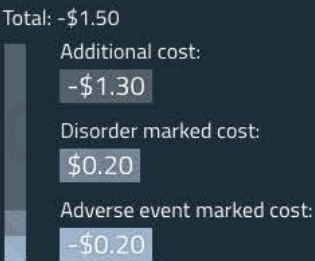 Total: -$1.50
Additional cost:
-$1.30
Disorder marked cost:
$0.20
Adverse event marked cost:
-$0.20